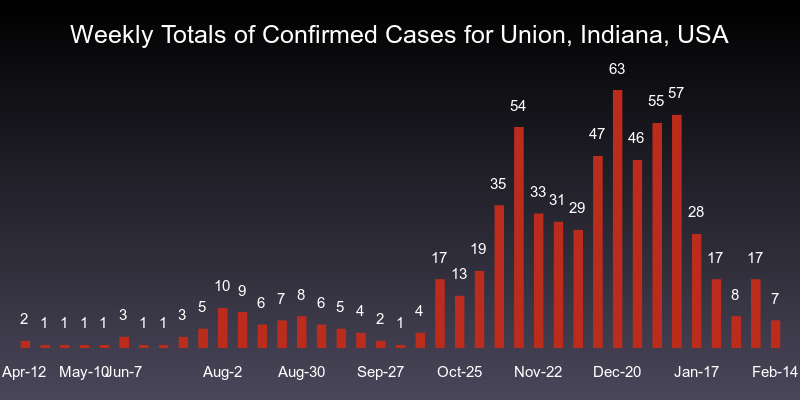 Weekly Totals of Confirmed Cases for Union, Indiana, USA
2 1 1 1 1 3 1 1 3 5 10 9 6 7 8 6 5 4 2 1 4 17 13 19 35 54 33 31 29 47 63 46 55 57 28 17 8 17 7
Apr-12 May-10 Jun-7 Aug-2 Aug-30 Sep-27 Oct-25 Nov-22 Dec-20 Jan-17 Feb-14